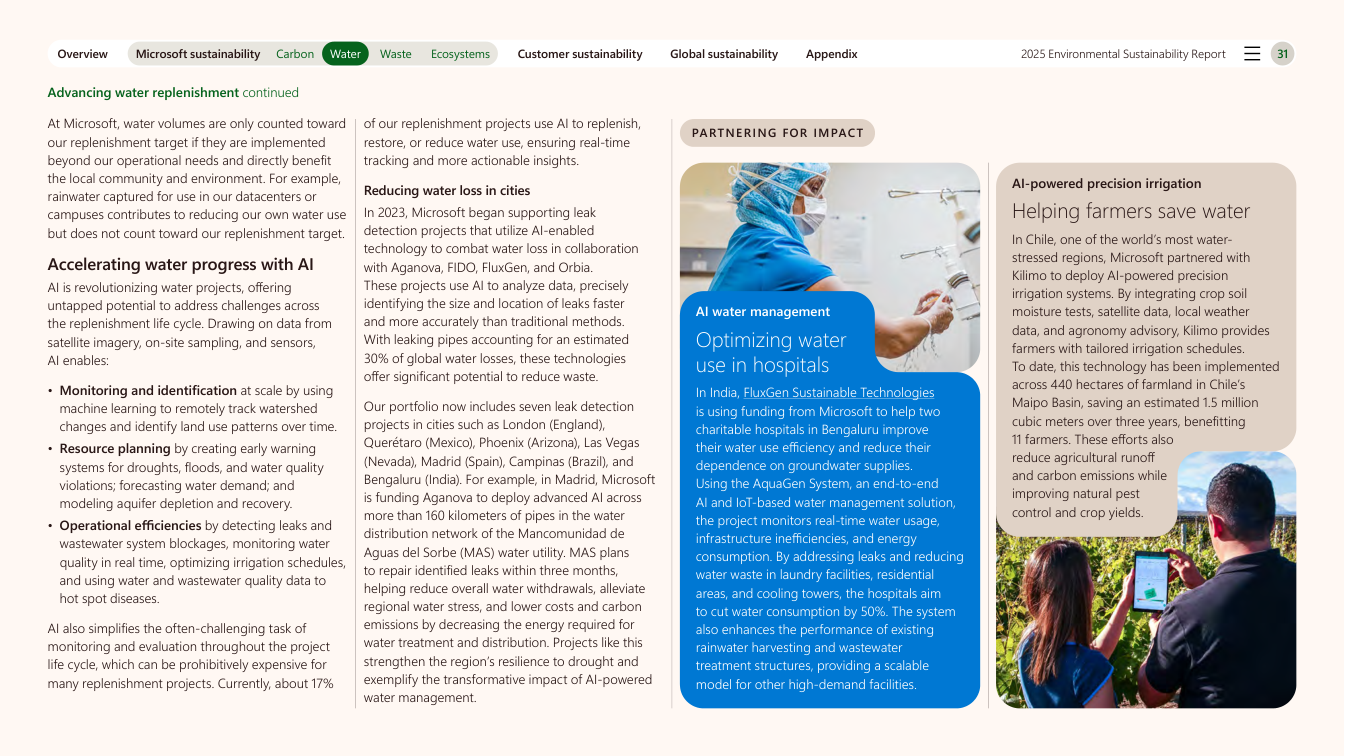 Overview
Microsoft sustainability
Carbon
Water
Waste
Ecosystems
Customer sustainability
Global sustainability
Appendix
2025 Environmental Sustainability Report
31
Advancing water replenishment continued
At Microsoft, water volumes are only counted toward
our replenishment target if they are implemented
beyond our operational needs and directly benefit
the local community and environment. For example,
rainwater captured for use in our datacenters or
campuses contributes to reducing our own water use
but does not count toward our replenishment target.
Accelerating water progress with AI
AI is revolutionizing water projects, offering
untapped potential to address challenges across
the replenishment life cycle. Drawing on data from
satellite imagery, on-site sampling, and sensors,
AI enables:
• Monitoring and identification at scale by using
machine learning to remotely track watershed
changes and identify land use patterns over time.
• Resource planning by creating early warning
systems for droughts, floods, and water quality
violations; forecasting water demand; and
modeling aquifer depletion and recovery.
• Operational efficiencies by detecting leaks and
wastewater system blockages, monitoring water
quality in real time, optimizing irrigation schedules,
and using water and wastewater quality data to
hot spot diseases.
AI also simplifies the often-challenging task of
monitoring and evaluation throughout the project
life cycle, which can be prohibitively expensive for
many replenishment projects. Currently, about 17%
of our replenishment projects use AI to replenish,
restore, or reduce water use, ensuring real-time
tracking and more actionable insights.
Reducing water loss in cities
In 2023, Microsoft began supporting leak
detection projects that utilize AI-enabled
technology to combat water loss in collaboration
with Aganova, FIDO, FluxGen, and Orbia.
These projects use AI to analyze data, precisely
identifying the size and location of leaks faster
and more accurately than traditional methods.
With leaking pipes accounting for an estimated
30% of global water losses, these technologies
offer significant potential to reduce waste.
Our portfolio now includes seven leak detection
projects in cities such as London (England),
Querétaro (Mexico), Phoenix (Arizona), Las Vegas
(Nevada), Madrid (Spain), Campinas (Brazil), and
Bengaluru (India). For example, in Madrid, Microsoft
is funding Aganova to deploy advanced AI across
more than 160 kilometers of pipes in the water
distribution network of the Mancomunidad de
Aguas del Sorbe (MAS) water utility. MAS plans
to repair identified leaks within three months,
helping reduce overall water withdrawals, alleviate
regional water stress, and lower costs and carbon
emissions by decreasing the energy required for
water treatment and distribution. Projects like this
strengthen the region's resilience to drought and
exemplify the transformative impact of AI-powered
water management.
PARTNERING FOR IMPACT
AI water management
Optimizing water
use in hospitals
In India, FluxGen Sustainable Technologies
is using funding from Microsoft to help two
charitable hospitals in Bengaluru improve
their water use efficiency and reduce their
dependence on groundwater supplies.
Using the AquaGen System, an end-to-end
AI and IoT-based water management solution,
the project monitors real-time water usage,
infrastructure inefficiencies, and energy
consumption. By addressing leaks and reducing
water waste in laundry facilities, residential
areas, and cooling towers, the hospitals aim
to cut water consumption by 50%. The system
also enhances the performance of existing
rainwater harvesting and wastewater
treatment structures, providing a scalable
model for other high-demand facilities.
AI-powered precision irrigation
Helping farmers save water
In Chile, one of the world's most water-
stressed regions, Microsoft partnered with
Kilimo to deploy AI-powered precision
irrigation systems. By integrating crop soil
moisture tests, satellite data, local weather
data, and agronomy advisory, Kilimo provides
farmers with tailored irrigation schedules.
To date, this technology has been implemented
across 440 hectares of farmland in Chile's
Maipo Basin, saving an estimated 1.5 million
cubic meters over three years, benefitting
11 farmers. These efforts also
reduce agricultural runoff
and carbon emissions while
improving natural pest
control and crop yields.